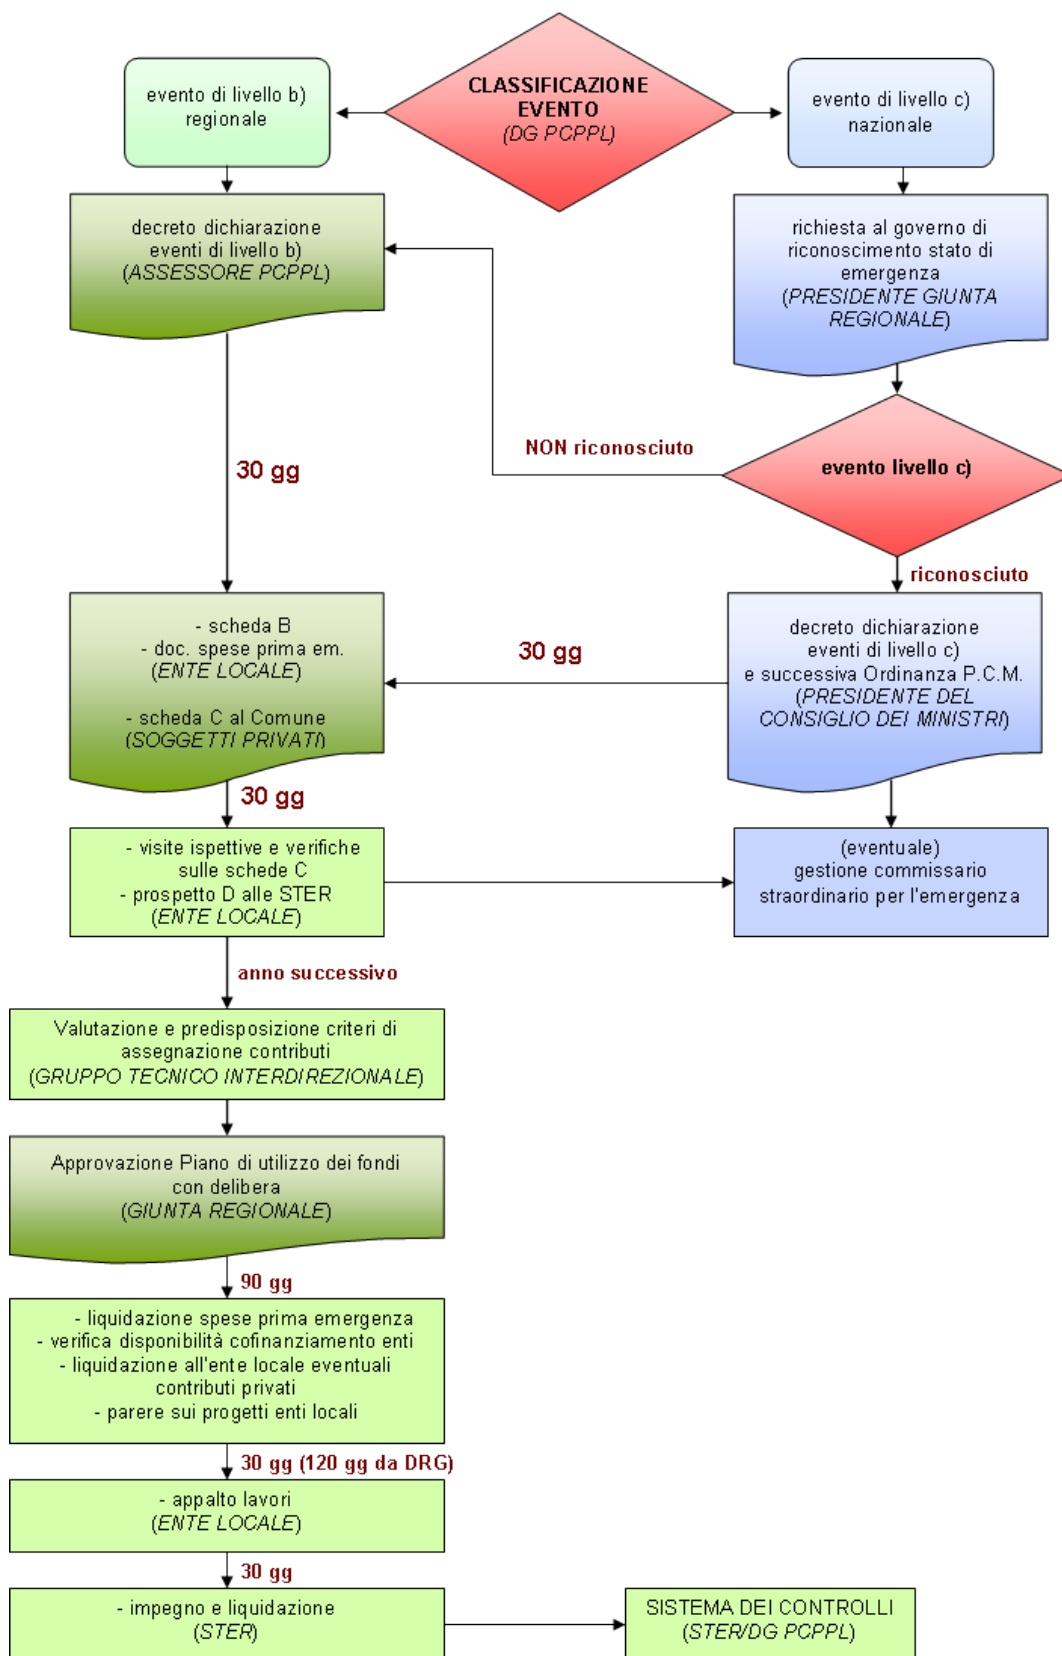 CLASSIFICAZIONE
EVENTO
(DG PCPPL)
evento di livello b)
regionale
evento di livello c)
nazionale
decreto dichiarazione
eventi di livello b)
(ASSESSORE PCPPL)
richiesta al governo di
riconoscimento stato di
emergenza
(PRESIDENTE GIUNTA
REGIONALE)
NON riconosciuto
evento livello c)
30 gg
riconosciuto
- scheda B
- doc. spese prima em.
(ENTE LOCALE)
- scheda C al Comune
(SOGGETTI PRIVATI)
30 gg
decreto dichiarazione
eventi di livello c)
e successiva Ordinanza P.C.M.
(PRESIDENTE DEL
CONSIGLIO DEI MINISTRI)
30 gg
- visite ispettive e verifiche
sulle schede C
- prospetto D alle STER
(ENTE LOCALE)
(eventuale)
gestione commissario
straordinario per l'emergenza
anno successivo
Valutazione e predisposizione criteri di
assegnazione contributi
(GRUPPO TECNICO INTERDIREZIONALE)
Approvazione Piano di utilizzo dei fondi
con delibera
(GIUNTA REGIONALE)
90 gg
- liquidazione spese prima emergenza
- verifica disponibilità cofinanziamento enti
- liquidazione all'ente locale eventuali
contributi privati
- parere sui progetti enti locali
30 gg (120 gg da DRG)
- appalto lavori
(ENTE LOCALE)
30 gg
- impegno e liquidazione
(STER)
SISTEMA DEI CONTROLLI
(STER/DG PCPPL)